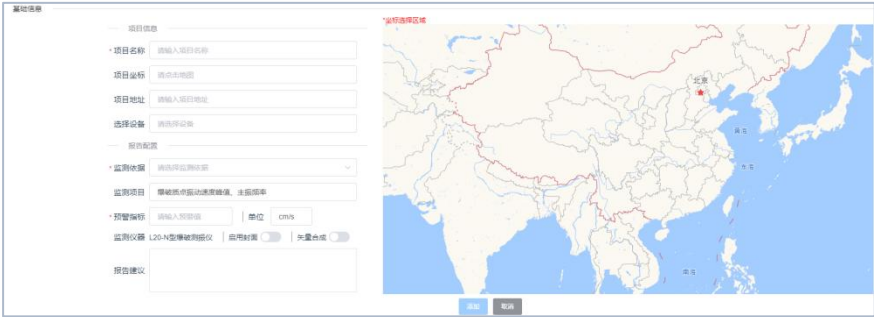 基础信息
项目信息
*项目名称 请输入项目名称
项目坐标 请点击地图
项目地址 请输入项目地址
选择设备 请选择设备
报告配置
*监测依据 请选择监测依据
监测项目 爆破质点振动速度峰值、主振频率
*预警指标 请输入预警值 单位 cm/s
监测仪器 L20-N型爆破测振仪 启用封面 矢量合成
报告建议
*坐标选择区域
北京
黄海
东海
南海
添加 取消